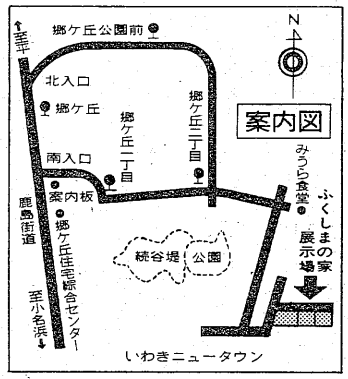 郷ケ丘公園前
N
至平
北入口
郷ケ丘
郷ケ丘一丁目
郷ケ丘二丁目
案内図
南入口
みうら食堂
案内板
鹿島街道
郷ケ丘住宅綜合センター
続谷堤
公園
ふくしまの家
展示場
至小名浜
いわきニュータウン